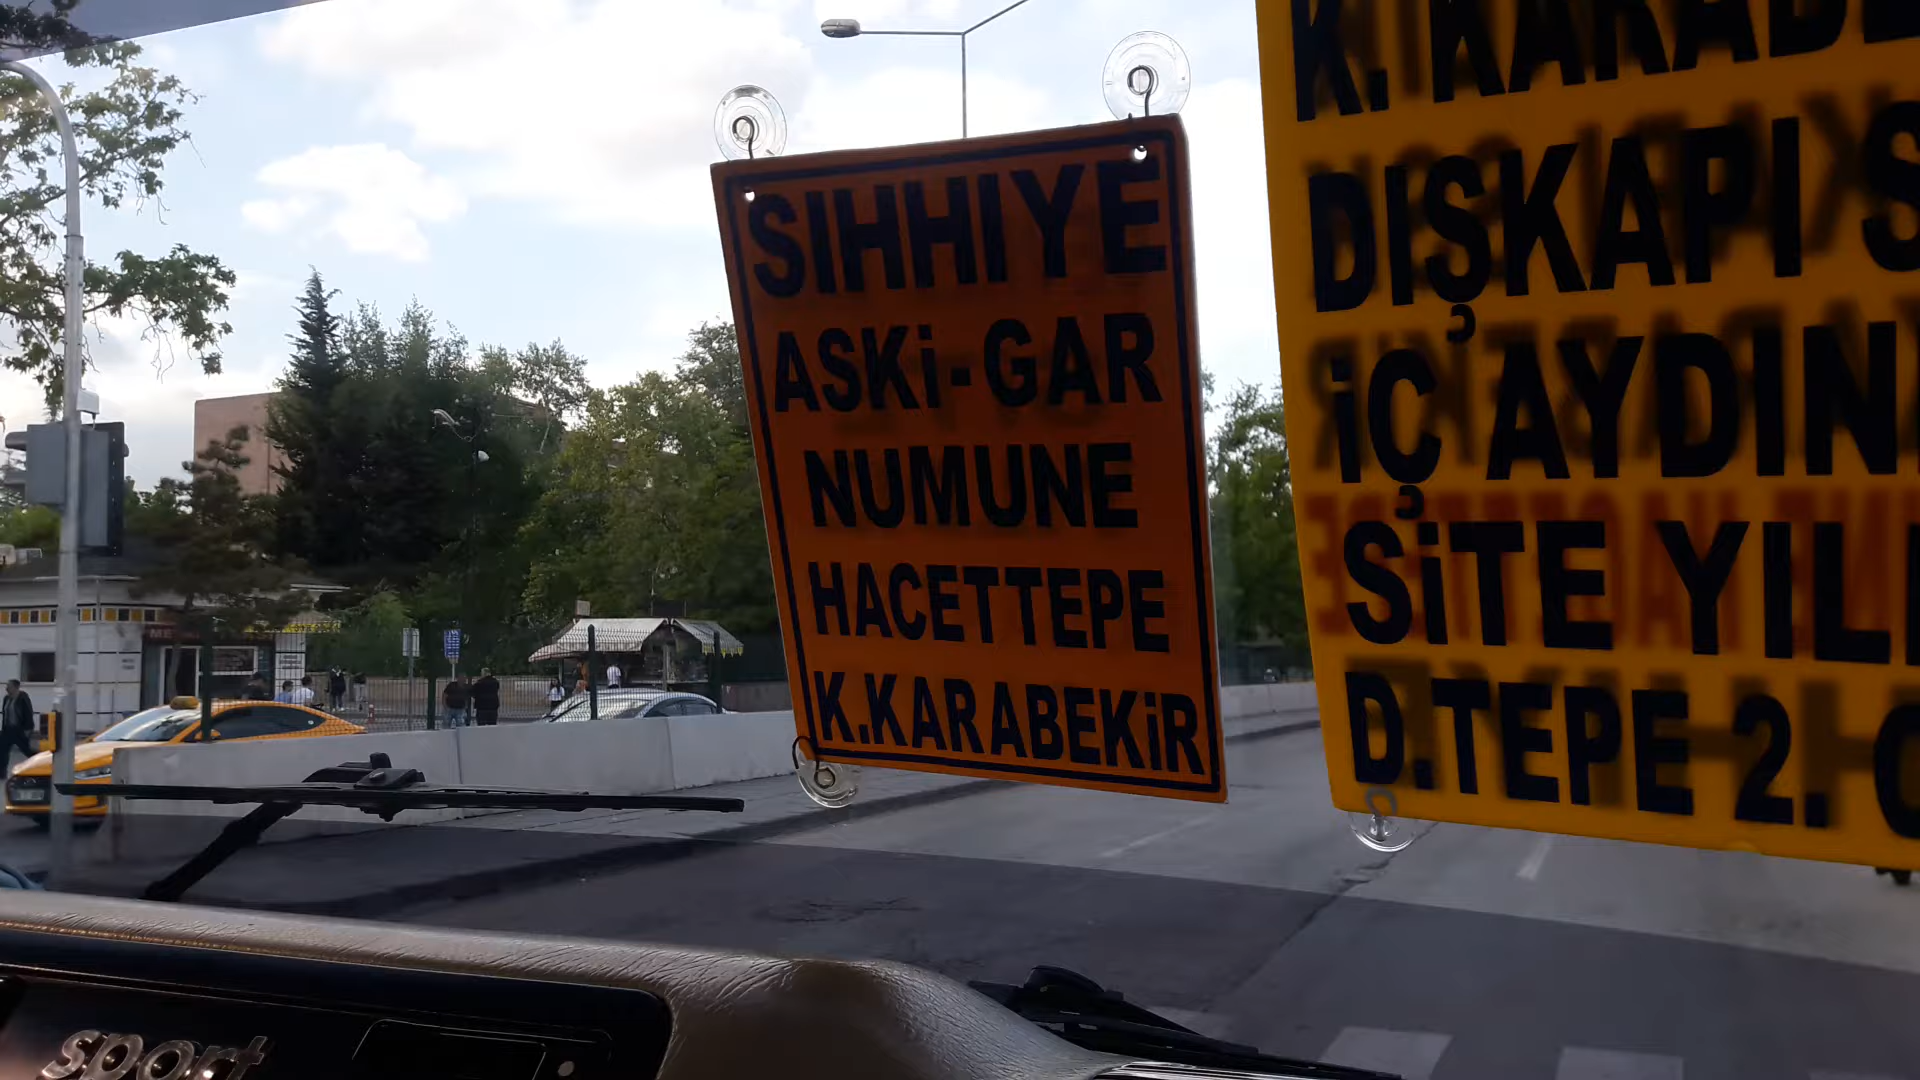 SIHHIYE
ASKi-GAR
NUMUNE
HACETTEPE
K.KARABEKiR
DIŞKAPI
iÇ AYDIN
SiTE YIL
D.TEPE 2.
sport